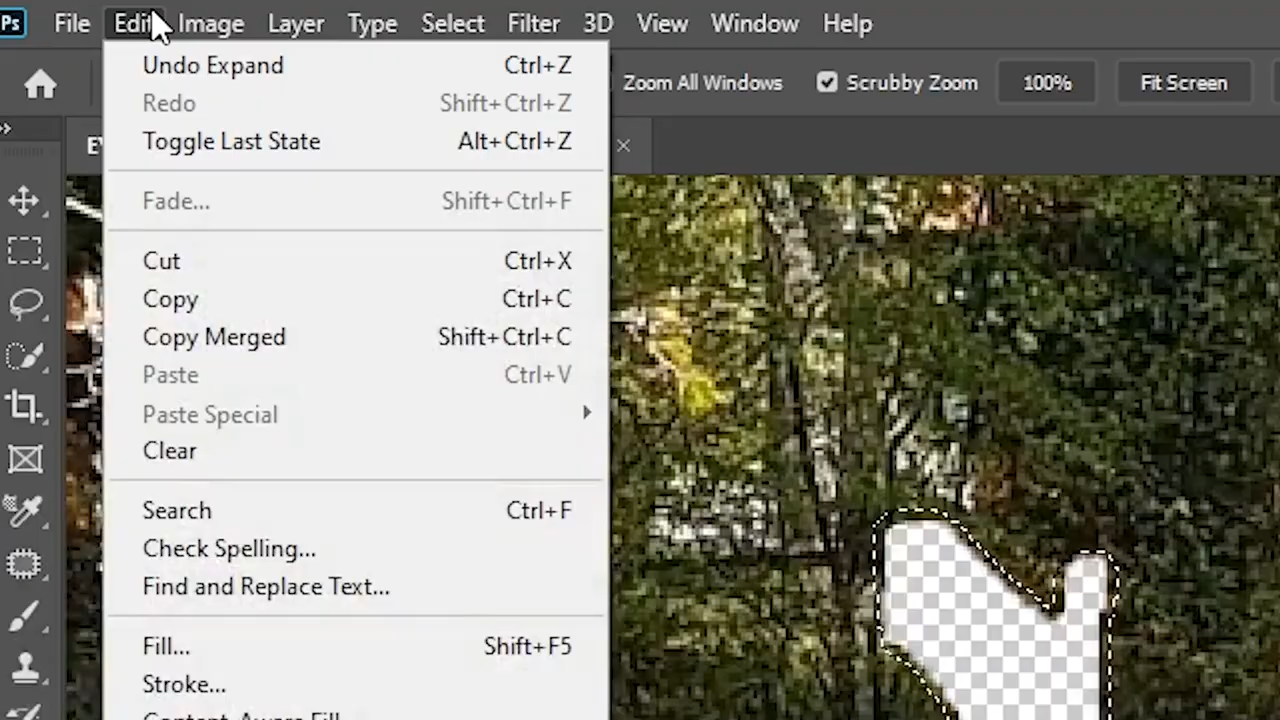 Ps File Edit Image Layer Type Select Filter 3D View Window Help
Zoom All Windows Scrubby Zoom 100% Fit Screen
Undo Expand Ctrl+Z
Redo Shift+Ctrl+Z
Toggle Last State Alt+Ctrl+Z
Fade... Shift+Ctrl+F
Cut Ctrl+X
Copy Ctrl+C
Copy Merged Shift+Ctrl+C
Paste Ctrl+V
Paste Special
Clear
Search Ctrl+F
Check Spelling...
Find and Replace Text...
Fill... Shift+F5
Stroke...
Content-Aware Fill